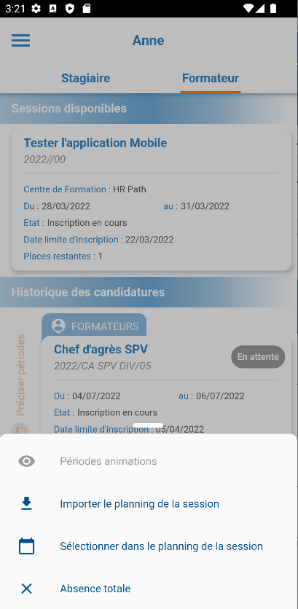 3:21
Anne
Stagiaire Formateur
Sessions disponibles
Tester l'application Mobile
2022//00
Centre de Formation : HR Path
Du : 28/03/2022 au : 31/03/2022
Etat : Inscription en cours
Date limite d'inscription : 22/03/2022
Places restantes : 1
Historique des candidatures
Préciser périodes
FORMATEURS
Chef d'agrès SPV
En attente
2022/CA SPV DIV/05
Du : 04/07/2022 au : 06/07/2022
Etat : Inscription en cours
Date limite d'inscription : 05/04/2022
Périodes animations
Importer le planning de la session
Sélectionner dans le planning de la session
Absence totale